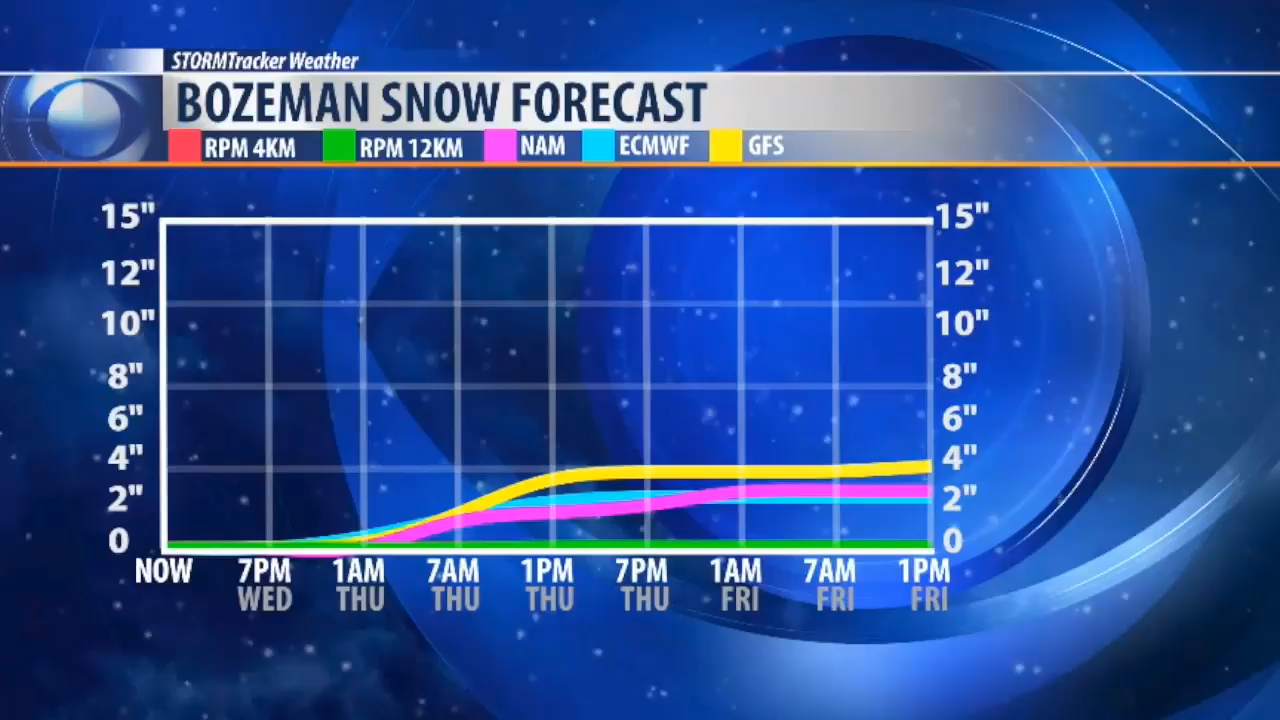 STORMTracker Weather
BOZEMAN SNOW FORECAST
RPM 4KM RPM 12KM NAM ECMWF GFS
15" 15"
12" 12"
10" 10"
8" 8"
6" 6"
4" 4"
2" 2"
0 0
NOW 7PM 1AM 7AM 1PM 7PM 1AM 7AM 1PM
WED THU THU THU THU FRI FRI FRI